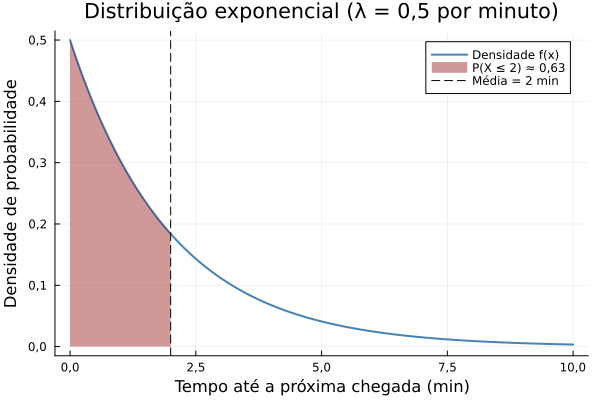 Distribuição exponencial (λ = 0,5 por minuto)
Densidade f(x)
P(X ≤ 2) ≈ 0,63
Média = 2 min
Densidade de probabilidade
0,5
0,4
0,3
0,2
0,1
0,0
0,0 2,5 5,0 7,5 10,0
Tempo até a próxima chegada (min)